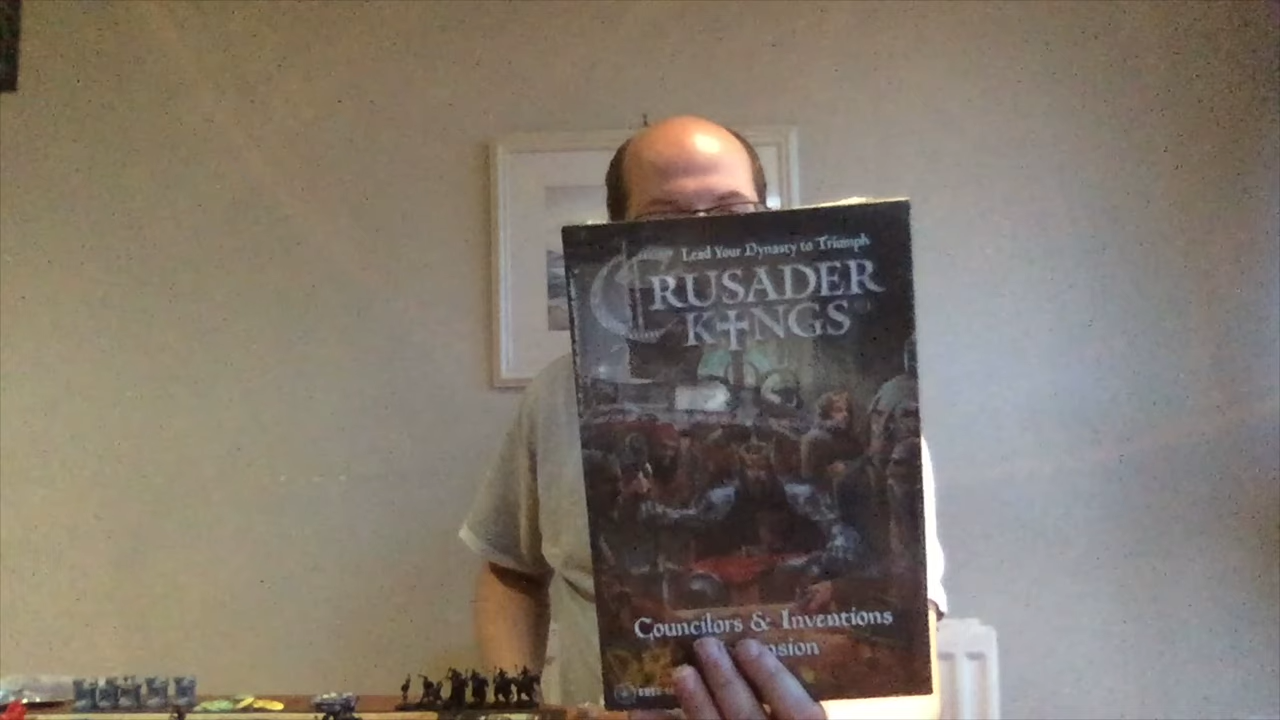 Lead Your Dynasty to Triumph
CRUSADER
KINGS
Councilors & Inventions